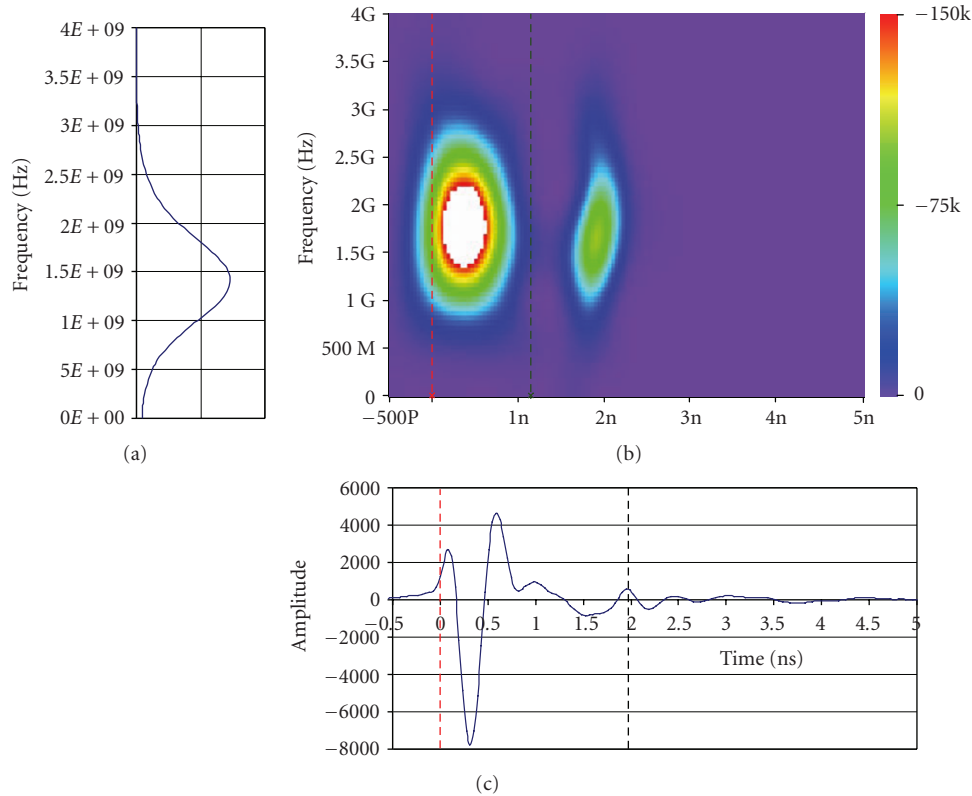 Frequency (Hz)
4E + 09
3.5E + 09
3E + 09
2.5E + 09
2E + 09
1.5E + 09
1E + 09
5E + 09
0E + 00
(a)
Frequency (Hz)
4G
3.5G
3G
2.5G
2G
1.5G
1 G
500 M
0
−500P
1n
2n
3n
4n
5n
−150k
−75k
0
(b)
Amplitude
6000
4000
2000
0
−2000
−4000
−6000
−8000
−0.5
0
0.5
1
1.5
2
2.5
3
3.5
4
4.5
5
Time (ns)
(c)